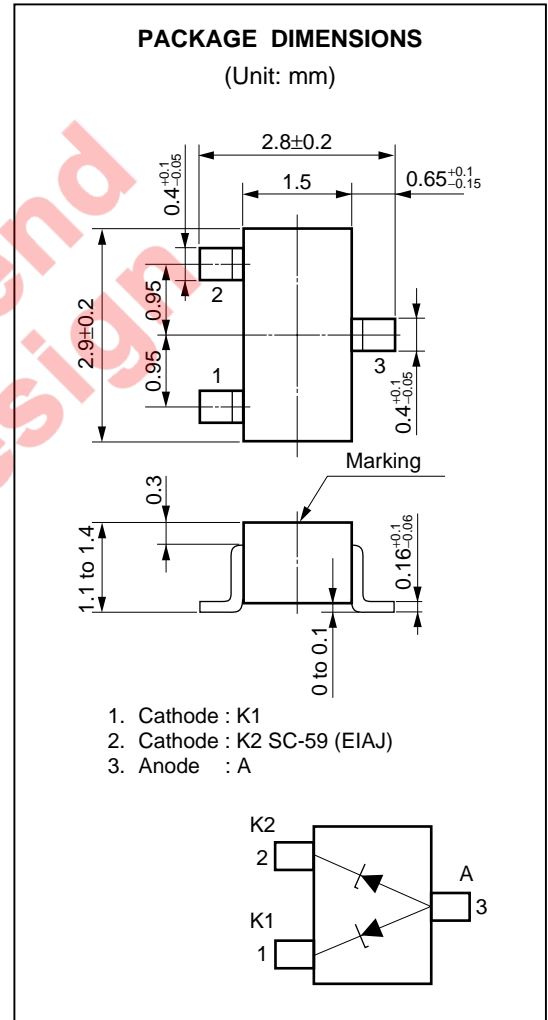 PACKAGE DIMENSIONS
(Unit: mm)
2.8±0.2
1.5
0.65 +0.1 −0.15
0.4 +0.1 −0.05
2
0.95
2.9±0.2
0.95
1
3
0.4 +0.1 −0.05
Marking
0.3
1.1 to 1.4
0.16 +0.1 −0.06
0 to 0.1
1. Cathode : K1
2. Cathode : K2 SC-59 (EIAJ)
3. Anode : A
K2
2
A
3
K1
1
end
esign